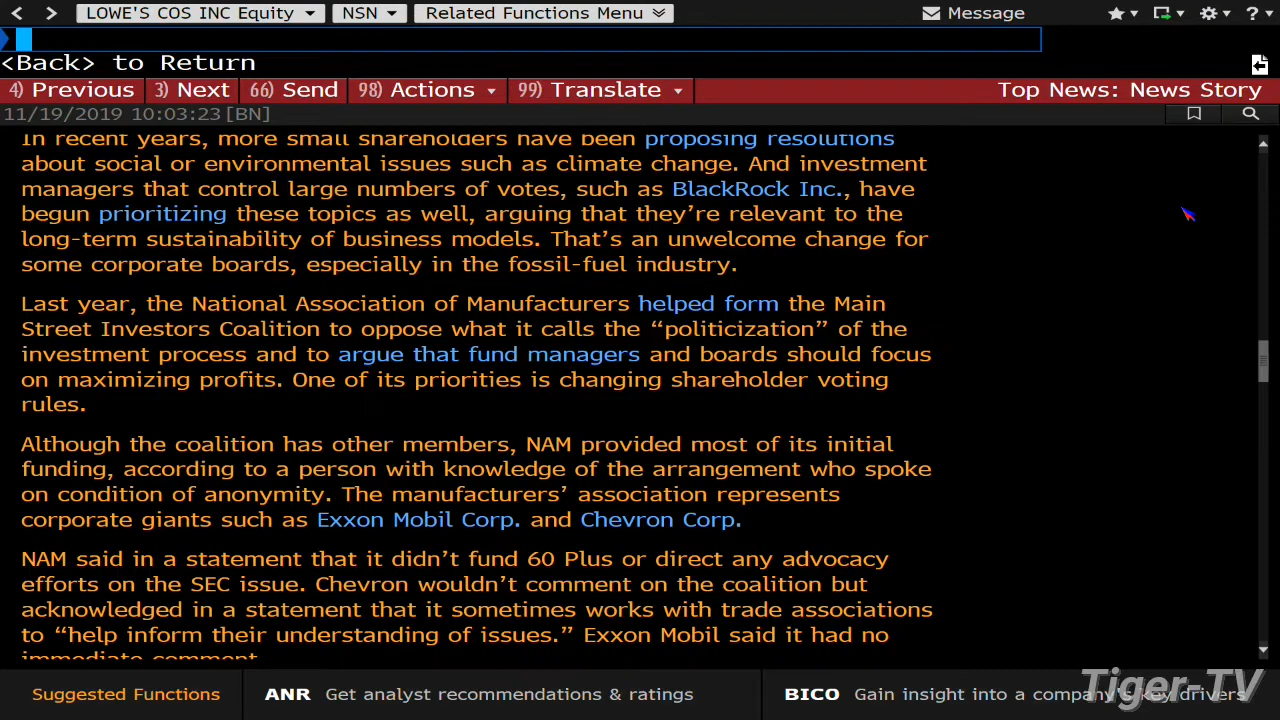 LOWE'S COS INC Equity NSN Related Functions Menu Message ?
<Back> to Return
4) Previous 3) Next 66) Send 98) Actions 99) Translate Top News: News Story
11/19/2019 10:03:23 [BN]
In recent years, more small shareholders have been proposing resolutions
about social or environmental issues such as climate change. And investment
managers that control large numbers of votes, such as BlackRock Inc., have
begun prioritizing these topics as well, arguing that they’re relevant to the
long-term sustainability of business models. That’s an unwelcome change for
some corporate boards, especially in the fossil-fuel industry.
Last year, the National Association of Manufacturers helped form the Main
Street Investors Coalition to oppose what it calls the “politicization” of the
investment process and to argue that fund managers and boards should focus
on maximizing profits. One of its priorities is changing shareholder voting
rules.
Although the coalition has other members, NAM provided most of its initial
funding, according to a person with knowledge of the arrangement who spoke
on condition of anonymity. The manufacturers’ association represents
corporate giants such as Exxon Mobil Corp. and Chevron Corp.
NAM said in a statement that it didn’t fund 60 Plus or direct any advocacy
efforts on the SEC issue. Chevron wouldn’t comment on the coalition but
acknowledged in a statement that it sometimes works with trade associations
to “help inform their understanding of issues.” Exxon Mobil said it had no
immediate comment.
Suggested Functions ANR Get analyst recommendations & ratings BICO Gain insight into a company's key drivers
Tiger-TV